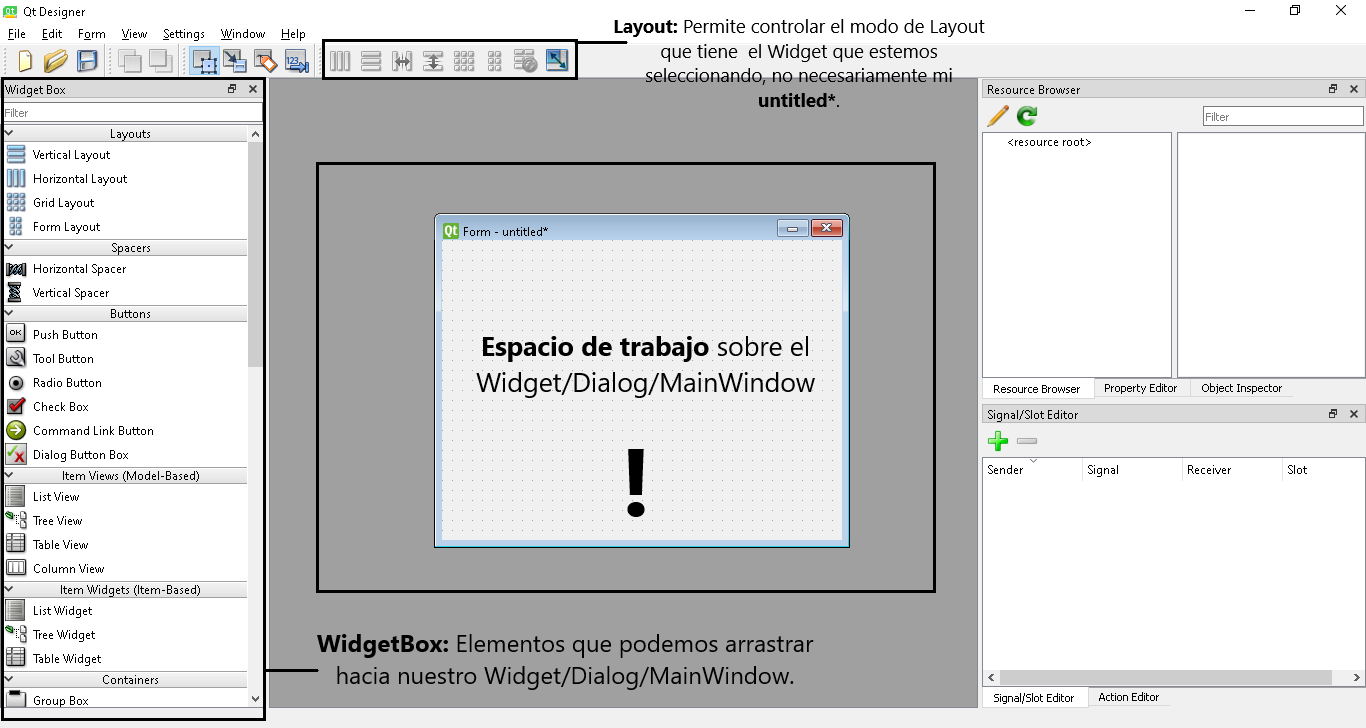 Qt Designer
File Edit Form View Settings Window Help
Layout: Permite controlar el modo de Layout
que tiene el Widget que estemos
seleccionando, no necesariamente mi
untitled*.
Widget Box
Filter
Layouts
Vertical Layout
Horizontal Layout
Grid Layout
Form Layout
Spacers
Horizontal Spacer
Vertical Spacer
Buttons
OK
Push Button
Tool Button
Radio Button
Check Box
Command Link Button
Dialog Button Box
Item Views (Model-Based)
List View
Tree View
Table View
Column View
Item Widgets (Item-Based)
List Widget
Tree Widget
Table Widget
Containers
Group Box
Qt Form - untitled*
Espacio de trabajo sobre el
Widget/Dialog/MainWindow
!
WidgetBox: Elementos que podemos arrastrar
hacia nuestro Widget/Dialog/MainWindow.
Resource Browser
Filter
<resource root>
Resource Browser Property Editor Object Inspector
Signal/Slot Editor
Sender Signal Receiver Slot
Signal/Slot Editor Action Editor